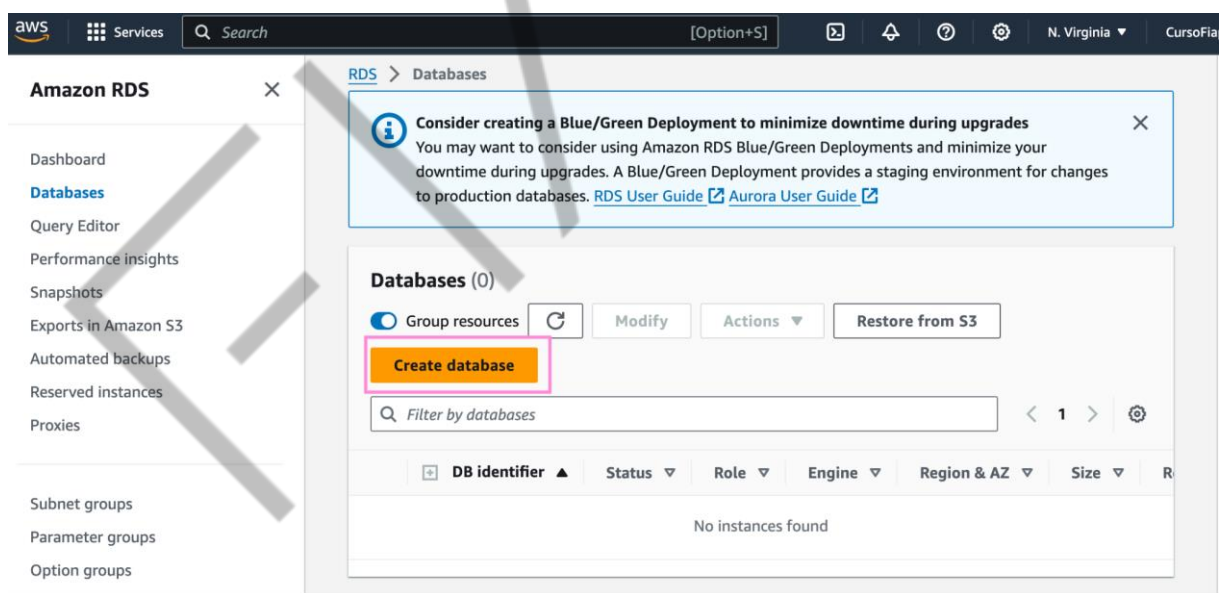 aws Services Search [Option+S] N. Virginia CursoFia
Amazon RDS
Dashboard
Databases
Query Editor
Performance insights
Snapshots
Exports in Amazon S3
Automated backups
Reserved instances
Proxies
Subnet groups
Parameter groups
Option groups
RDS > Databases
Consider creating a Blue/Green Deployment to minimize downtime during upgrades
You may want to consider using Amazon RDS Blue/Green Deployments and minimize your
downtime during upgrades. A Blue/Green Deployment provides a staging environment for changes
to production databases. RDS User Guide Aurora User Guide
Databases (0)
Group resources Modify Actions Restore from S3
Create database
Filter by databases < 1 >
DB identifier Status Role Engine Region & AZ Size R
No instances found